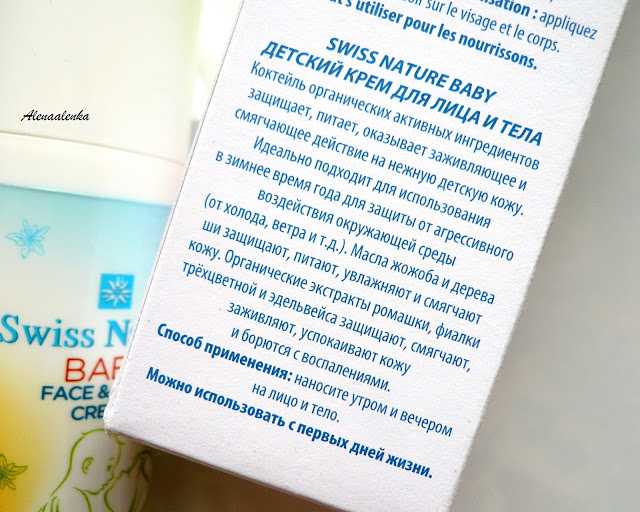 isation : appliquez
oir sur le visage et le corps.
t's utiliser pour les nourrissons.
SWISS NATURE BABY
ДЕТСКИЙ КРЕМ ДЛЯ ЛИЦА И ТЕЛА
Коктейль органических активных ингредиентов
защищает, питает, оказывает заживляющее и
смягчающее действие на нежную детскую кожу.
Идеально подходит для использования
в зимнее время года для защиты от агрессивного
воздействия окружающей среды
(от холода, ветра и т.д.). Масла жожоба и дерева
ши защищают, питают, увлажняют и смягчают
кожу. Органические экстракты ромашки, фиалки
трёхцветной и эдельвейса защищают, смягчают,
заживляют, успокаивают кожу
и борются с воспалениями.
Способ применения: наносите утром и вечером
на лицо и тело.
Можно использовать с первых дней жизни.
Alenaalenka
Swiss N
BAB
FACE &
CRE